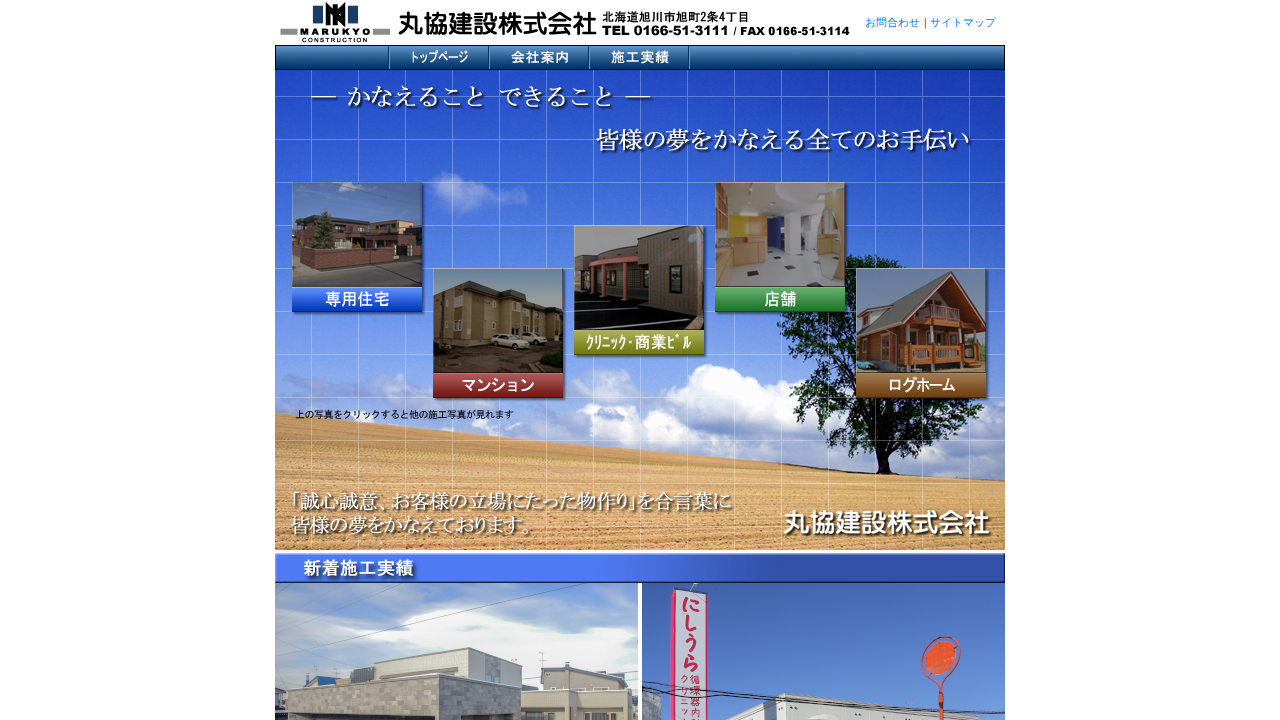 MARUKYO
CONSTRUCTION
丸協建設株式会社
北海道旭川市旭町2条4丁目
TEL 0166-51-3111 / FAX 0166-51-3114
お問合わせ | サイトマップ
トップページ 会社案内 施工実績
― かなえること できること ―
皆様の夢をかなえる全てのお手伝い
専用住宅
マンション
ｸﾘﾆｯｸ・商業ﾋﾞﾙ
店舗
ログホーム
上の写真をクリックすると他の施工写真が見れます
「誠心誠意、お客様の立場にたった物作り」を合言葉に
皆様の夢をかなえております。
丸協建設株式会社
新着施工実績
にしうら
循環器内
クリニッ